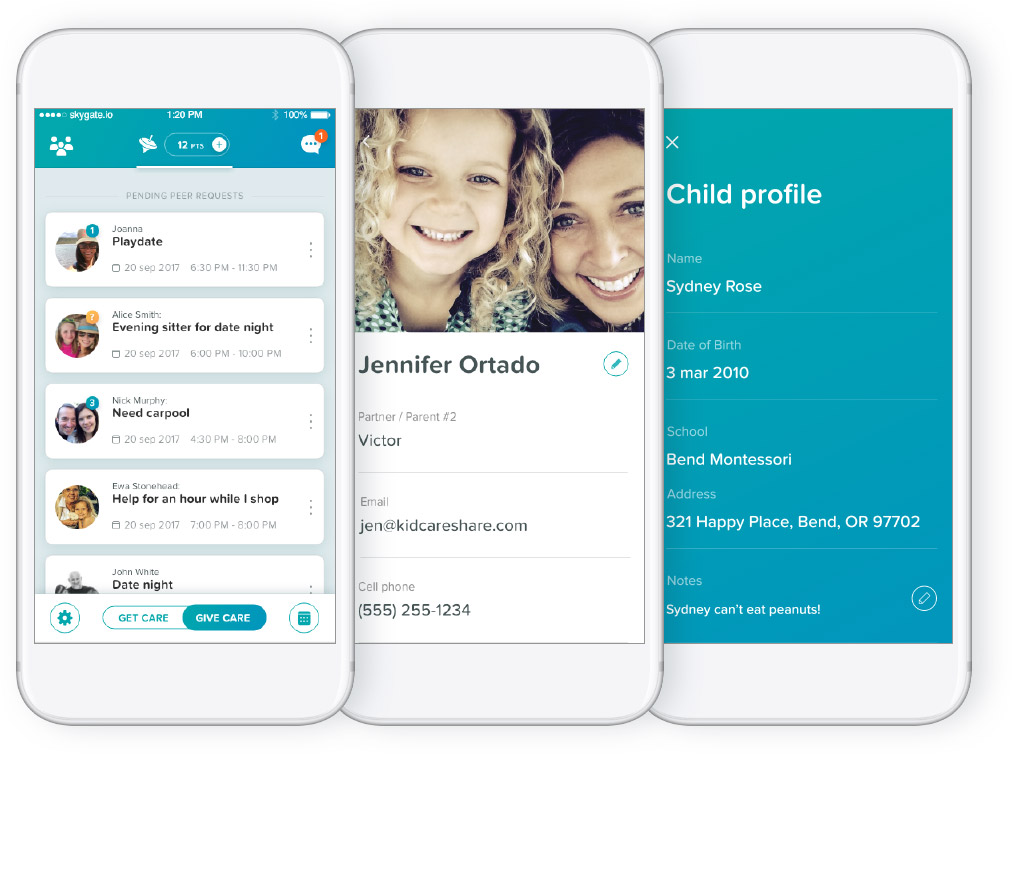 skygate.io 1:20 PM 100%
12 PTS +
1
PENDING PEER REQUESTS
1
Joanna
Playdate
20 sep 2017 6:30 PM - 11:30 PM
?
Alice Smith:
Evening sitter for date night
20 sep 2017 6:00 PM - 10:00 PM
3
Nick Murphy:
Need carpool
20 sep 2017 4:30 PM - 8:00 PM
Ewa Stonehead:
Help for an hour while I shop
20 sep 2017 7:00 PM - 8:00 PM
John White
Date night
GET CARE GIVE CARE
Jennifer Ortado
Partner / Parent #2
Victor
Email
jen@kidcareshare.com
Cell phone
(555) 255-1234
Child profile
Name
Sydney Rose
Date of Birth
3 mar 2010
School
Bend Montessori
Address
321 Happy Place, Bend, OR 97702
Notes
Sydney can't eat peanuts!